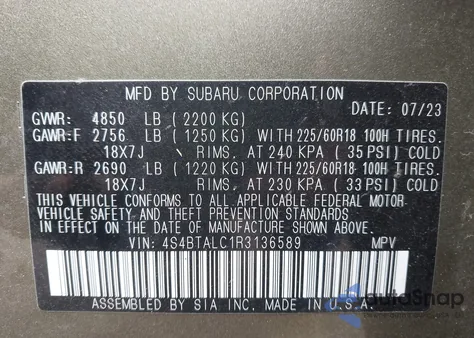 MFD BY SUBARU CORPORATION
DATE: 07/23
GVWR: 4850 LB (2200 KG)
GAWR:F 2756 LB (1250 KG) WITH 225/60R18 100H TIRES,
18X7J RIMS, AT 240 KPA (35 PSI) COLD
GAWR:R 2690 LB (1220 KG) WITH 225/60R18 100H TIRES,
18X7J RIMS, AT 230 KPA (33 PSI) COLD
THIS VEHICLE CONFORMS TO ALL APPLICABLE FEDERAL MOTOR
VEHICLE SAFETY AND THEFT PREVENTION STANDARDS IN
EFFECT ON THE DATE OF MANUFACTURE SHOWN ABOVE.
VIN: 4S4BTALC1R3136589 MPV
ASSEMBLED BY SIA INC. IN U.S.A.
AutoSnap